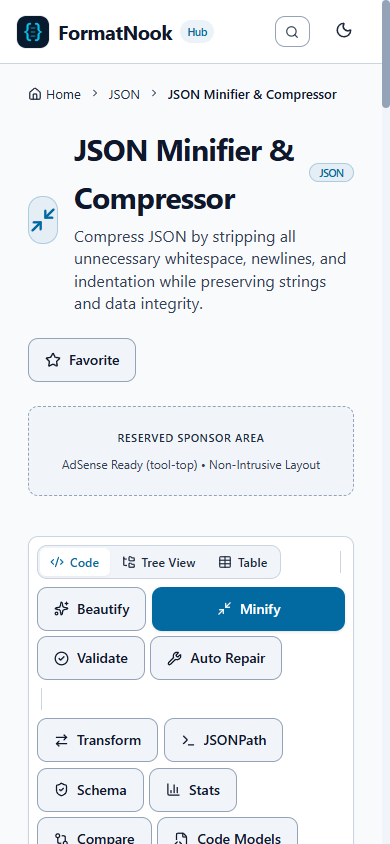 FormatNook Hub
Home > JSON > JSON Minifier & Compressor
JSON Minifier &
Compressor
JSON
Compress JSON by stripping all
unnecessary whitespace, newlines, and
indentation while preserving strings
and data integrity.
Favorite
RESERVED SPONSOR AREA
AdSense Ready (tool-top) • Non-Intrusive Layout
Code Tree View Table
Beautify Minify
Validate Auto Repair
Transform JSONPath
Schema Stats
Compare Code Models